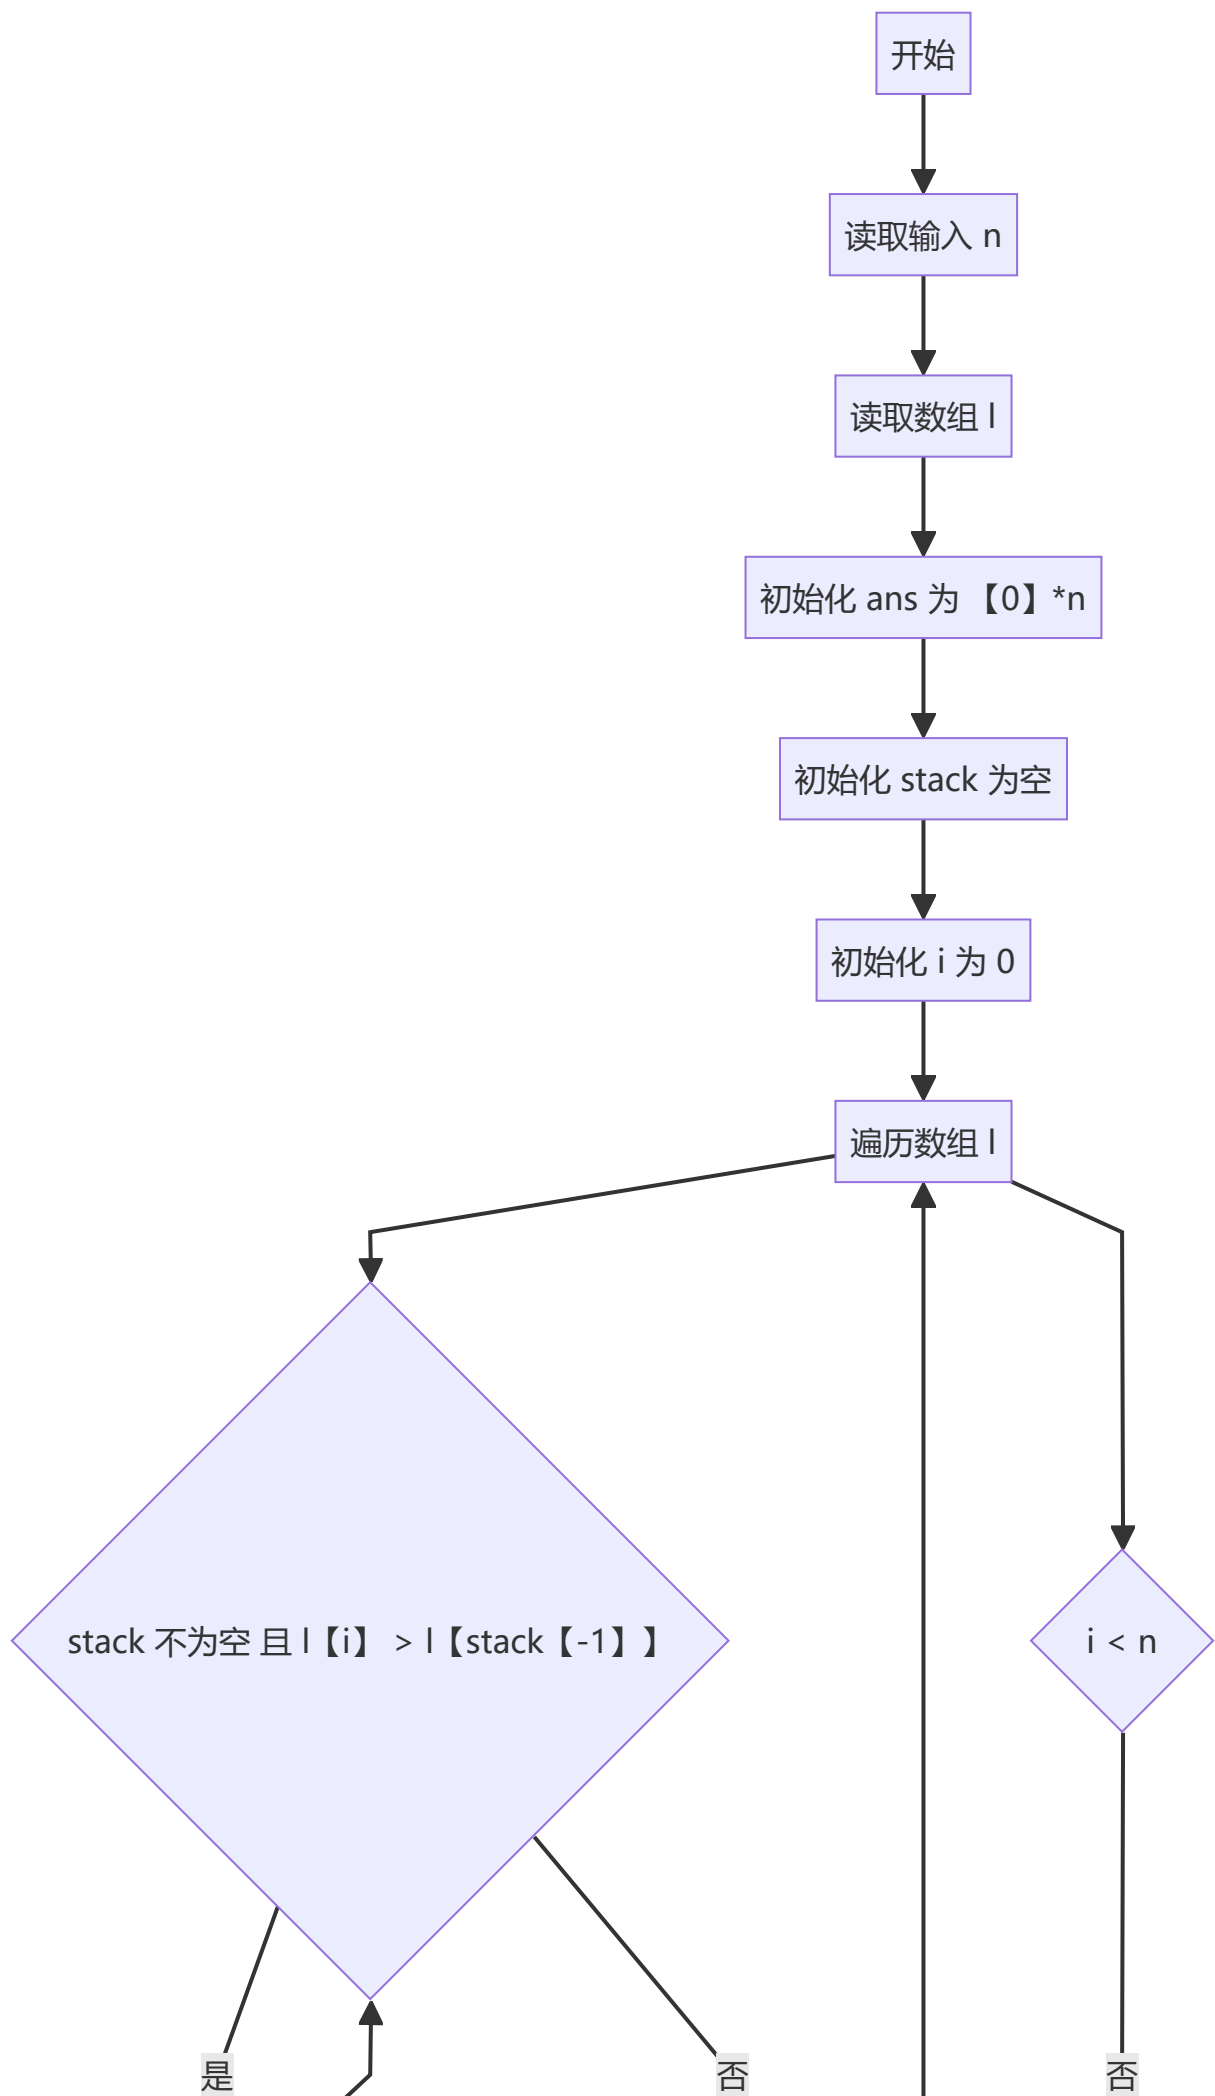 开始
读取输入 n
读取数组 l
初始化 ans 为 【0】*n
初始化 stack 为空
初始化 i 为 0
遍历数组 l
stack 不为空 且 l【i】 > l【stack【-1】】
i < n
是
否
否